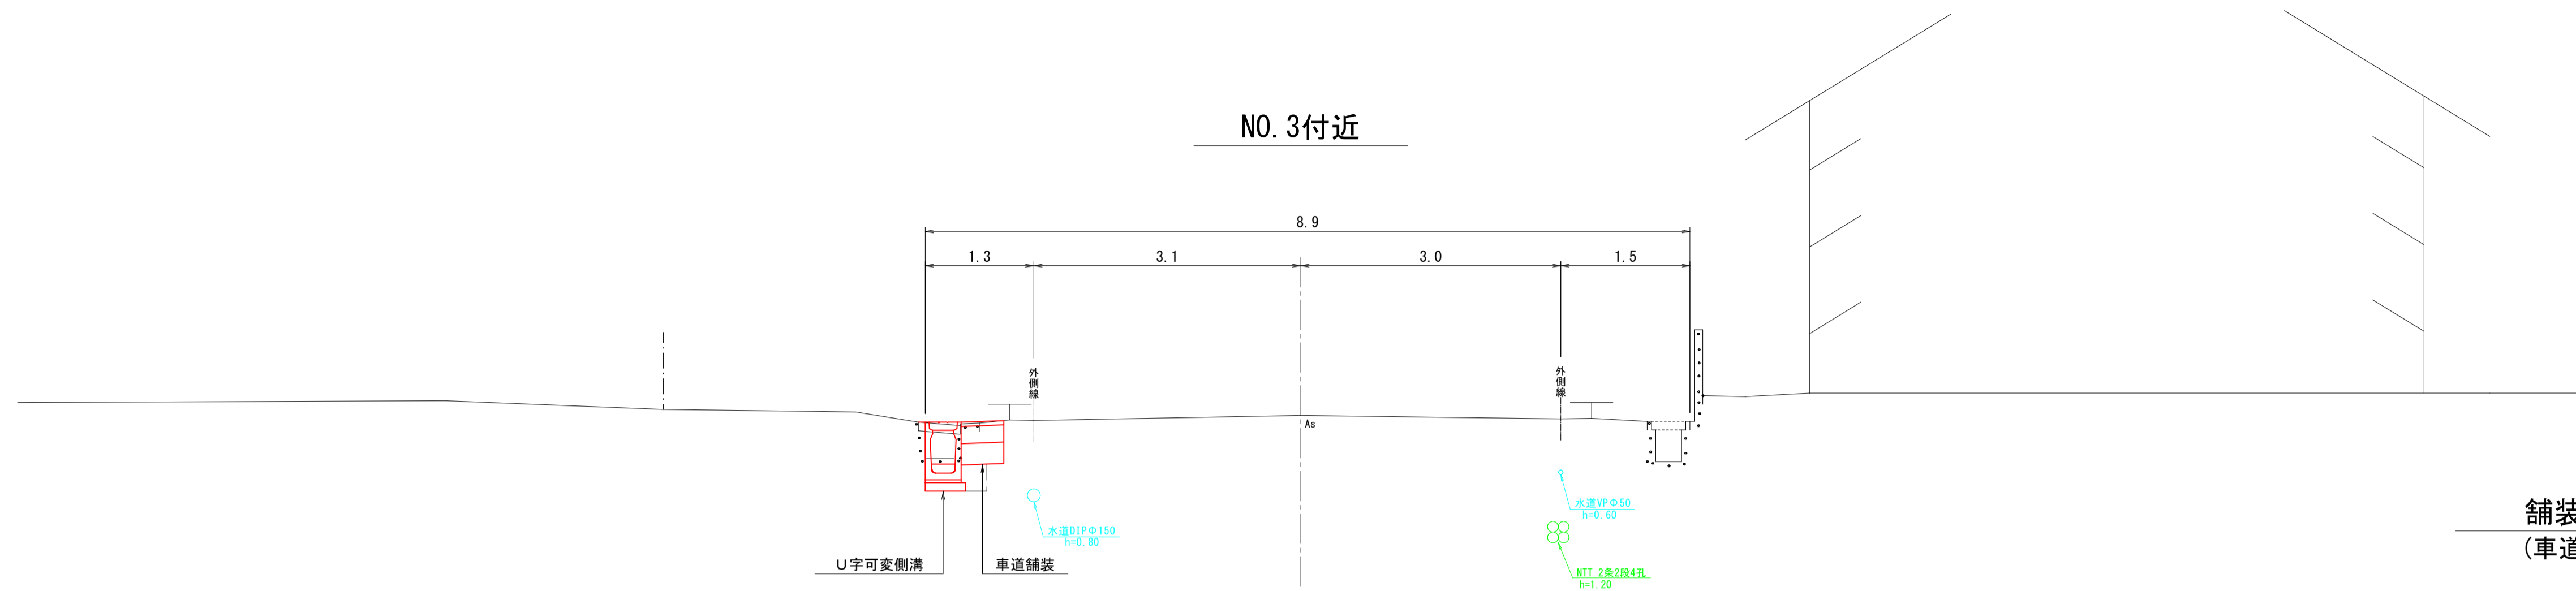 NO.3付近
8.9
1.3
3.1
3.0
1.5
外側線
外側線
As
水道VPΦ50
h=0.60
水道DIPΦ150
h=0.80
NTT 2条2段4孔
h=1.20
U字可変側溝
車道舗装
舗装
(車道